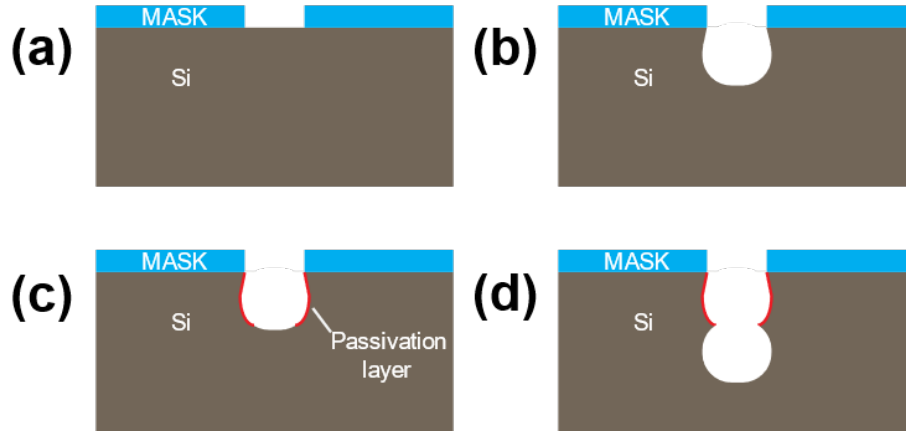 (a)
MASK
Si
(b)
MASK
Si
(c)
MASK
Si
Passivation
layer
(d)
MASK
Si